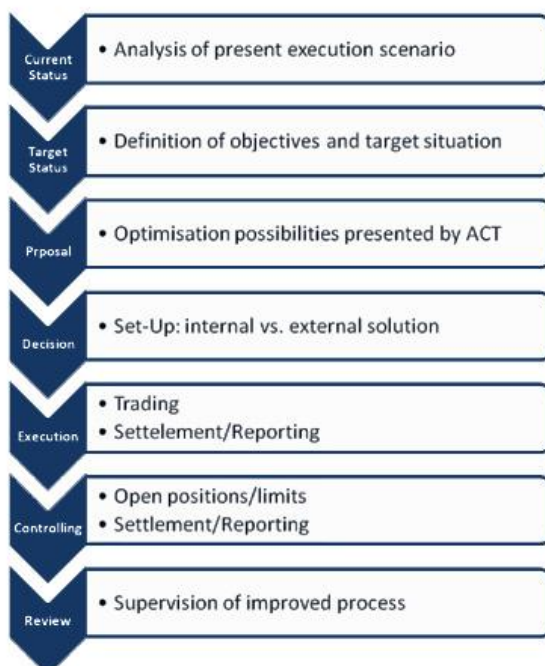 Current
Status
• Analysis of present execution scenario
Target
Status
• Definition of objectives and target situation
Prposal
• Optimisation possibilities presented by ACT
Decision
• Set-Up: internal vs. external solution
Execution
• Trading
• Settelement/Reporting
Controlling
• Open positions/limits
• Settlement/Reporting
Review
• Supervision of improved process